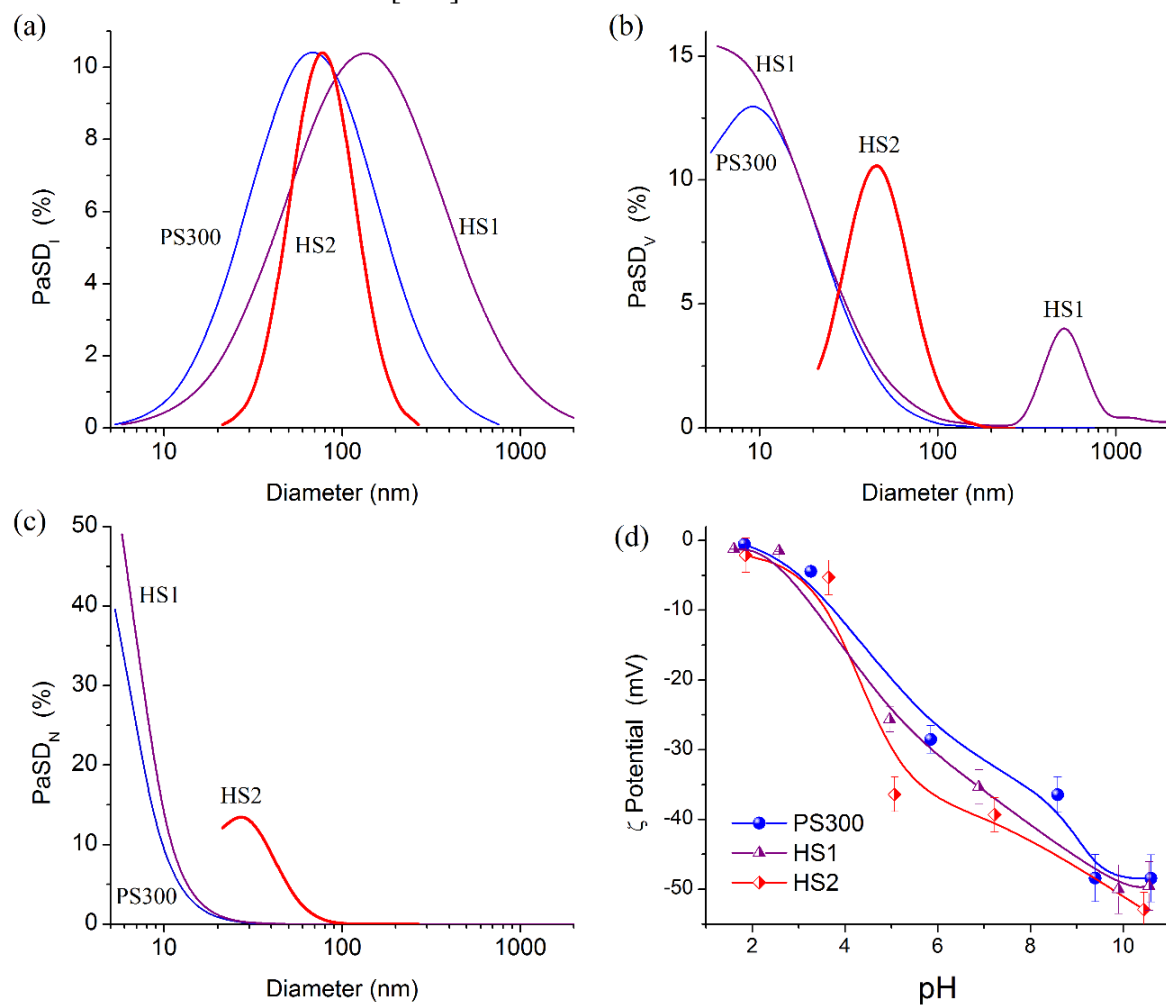 (a)
10
8
6
4
2
0
PaSD_I (%)
PS300
HS2
HS1
10
100
1000
Diameter (nm)
(b)
15
10
5
0
PaSD_V (%)
HS1
PS300
HS2
HS1
10
100
1000
Diameter (nm)
(c)
50
40
30
20
10
0
PaSD_N (%)
HS1
PS300
HS2
10
100
1000
Diameter (nm)
(d)
0
-10
-20
-30
-40
-50
ζ Potential (mV)
PS300
HS1
HS2
2
4
6
8
10
pH